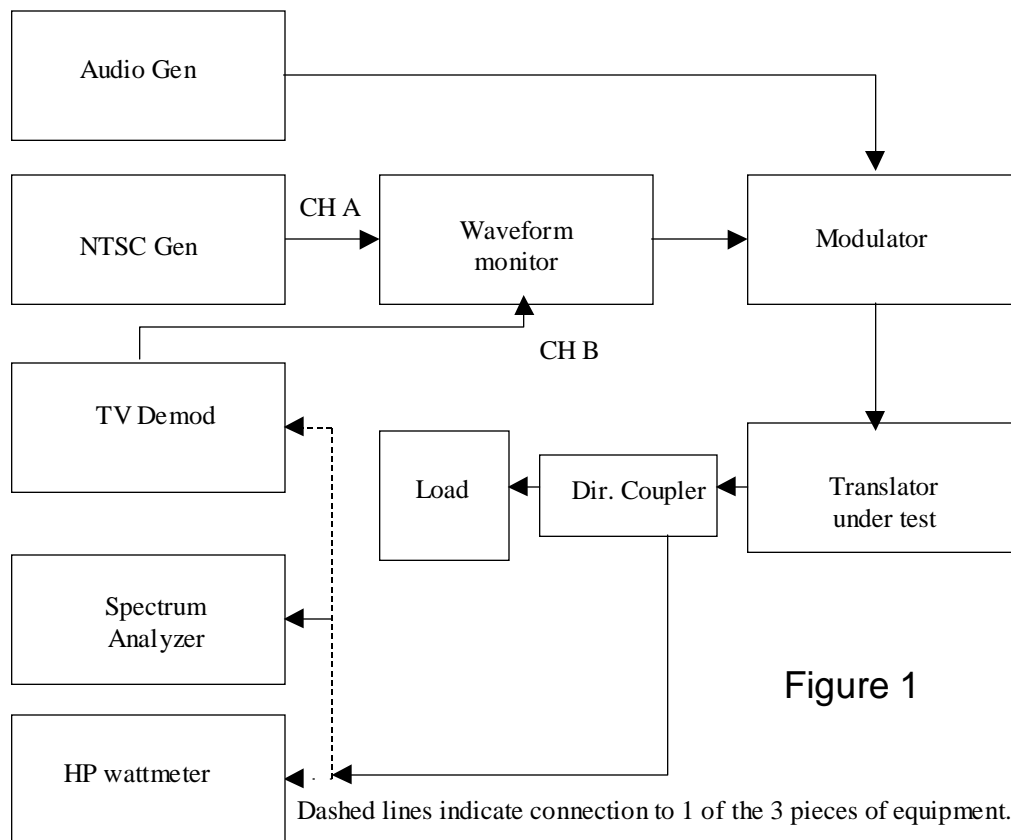 Audio Gen
NTSC Gen
CH A
Waveform
monitor
Modulator
CH B
TV Demod
Load
Dir. Coupler
Translator
under test
Spectrum
Analyzer
Figure 1
HP wattmeter
Dashed lines indicate connection to 1 of the 3 pieces of equipment.